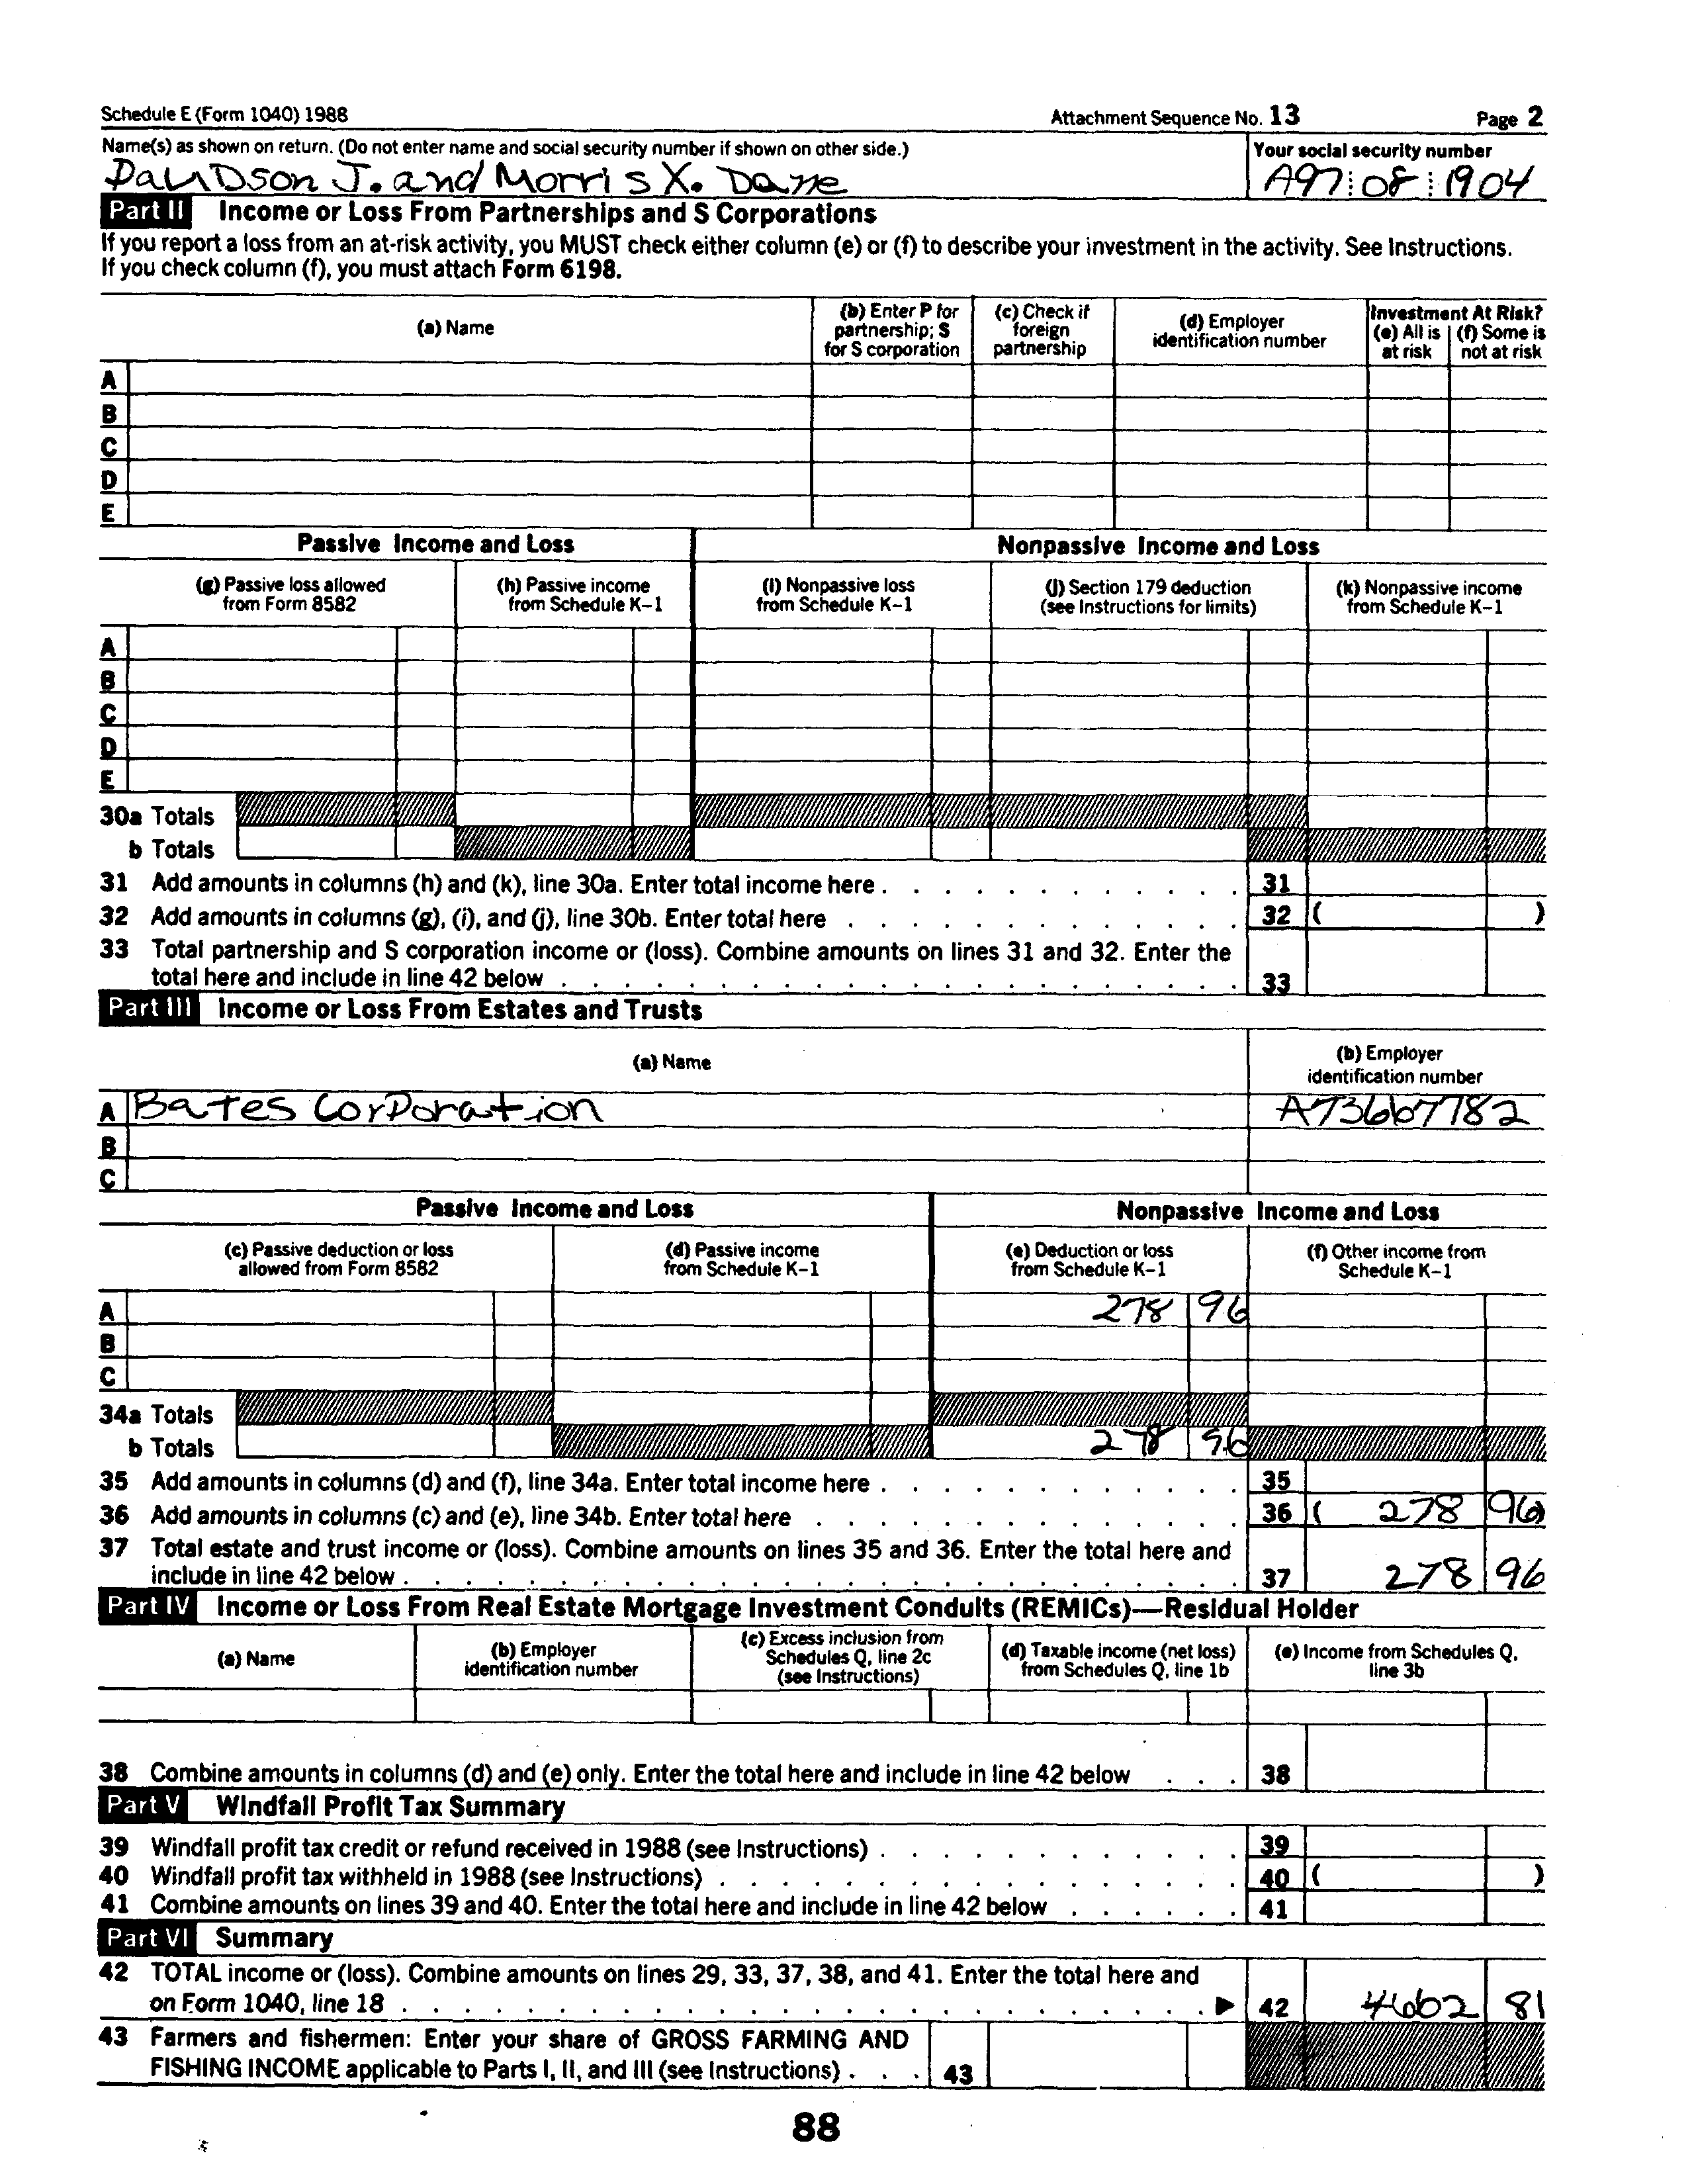 Schedule E (Form 1040) 1988 Attachment Sequence No. 13 Page 2
Name(s) as shown on return. (Do not enter name and social security number if shown on other side.) Your social security number
J. and Morris X. Dane A97 08 1904
Part II Income or Loss From Partnerships and S Corporations
If you report a loss from an at-risk activity, you MUST check either column (e) or (f) to describe your investment in the activity. See Instructions.
If you check column (f), you must attach Form 6198.
(a) Name
(b) Enter P for partnership; S for S corporation
(c) Check if foreign partnership
(d) Employer identification number
Investment At Risk?
(e) All is at risk
(f) Some is not at risk
A
B
C
D
E
Passive Income and Loss Nonpassive Income and Loss
(g) Passive loss allowed from Form 8582
(h) Passive income from Schedule K–1
(i) Nonpassive loss from Schedule K–1
(j) Section 179 deduction (see Instructions for limits)
(k) Nonpassive income from Schedule K–1
A
B
C
D
E
30a Totals
b Totals
31 Add amounts in columns (h) and (k), line 30a. Enter total income here . 31
32 Add amounts in columns (g), (i), and (j), line 30b. Enter total here . 32 ( )
33 Total partnership and S corporation income or (loss). Combine amounts on lines 31 and 32. Enter the
total here and include in line 42 below . 33
Part III Income or Loss From Estates and Trusts
(a) Name
(b) Employer identification number
A Bates Corporation A73667782
B
C
Passive Income and Loss Nonpassive Income and Loss
(c) Passive deduction or loss allowed from Form 8582
(d) Passive income from Schedule K–1
(e) Deduction or loss from Schedule K–1
(f) Other income from Schedule K–1
A 278 96
B
C
34a Totals
b Totals 278 96
35 Add amounts in columns (d) and (f), line 34a. Enter total income here . 35
36 Add amounts in columns (c) and (e), line 34b. Enter total here . 36 ( 278 96)
37 Total estate and trust income or (loss). Combine amounts on lines 35 and 36. Enter the total here and
include in line 42 below . 37 278 96
Part IV Income or Loss From Real Estate Mortgage Investment Conduits (REMICs)—Residual Holder
(a) Name
(b) Employer identification number
(c) Excess inclusion from Schedules Q, line 2c (see Instructions)
(d) Taxable income (net loss) from Schedules Q, line 1b
(e) Income from Schedules Q, line 3b
38 Combine amounts in columns (d) and (e) only. Enter the total here and include in line 42 below . 38
Part V Windfall Profit Tax Summary
39 Windfall profit tax credit or refund received in 1988 (see Instructions) . 39
40 Windfall profit tax withheld in 1988 (see Instructions) . 40 ( )
41 Combine amounts on lines 39 and 40. Enter the total here and include in line 42 below . 41
Part VI Summary
42 TOTAL income or (loss). Combine amounts on lines 29, 33, 37, 38, and 41. Enter the total here and
on Form 1040, line 18 . ▶ 42 4662 81
43 Farmers and fishermen: Enter your share of GROSS FARMING AND
FISHING INCOME applicable to Parts I, II, and III (see Instructions) . 43
88